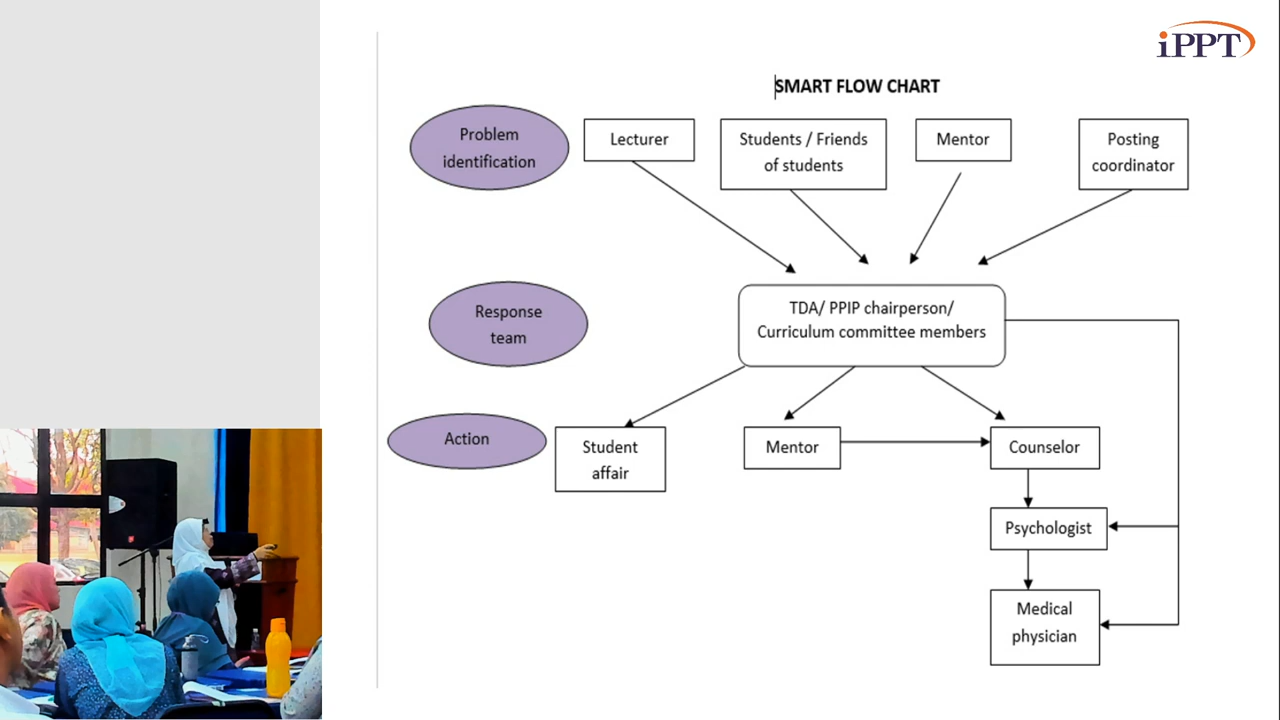 iPPT
SMART FLOW CHART
Problem
identification
Lecturer
Students / Friends
of students
Mentor
Posting
coordinator
Response
team
TDA/ PPIP chairperson/
Curriculum committee members
Action
Student
affair
Mentor
Counselor
Psychologist
Medical
physician